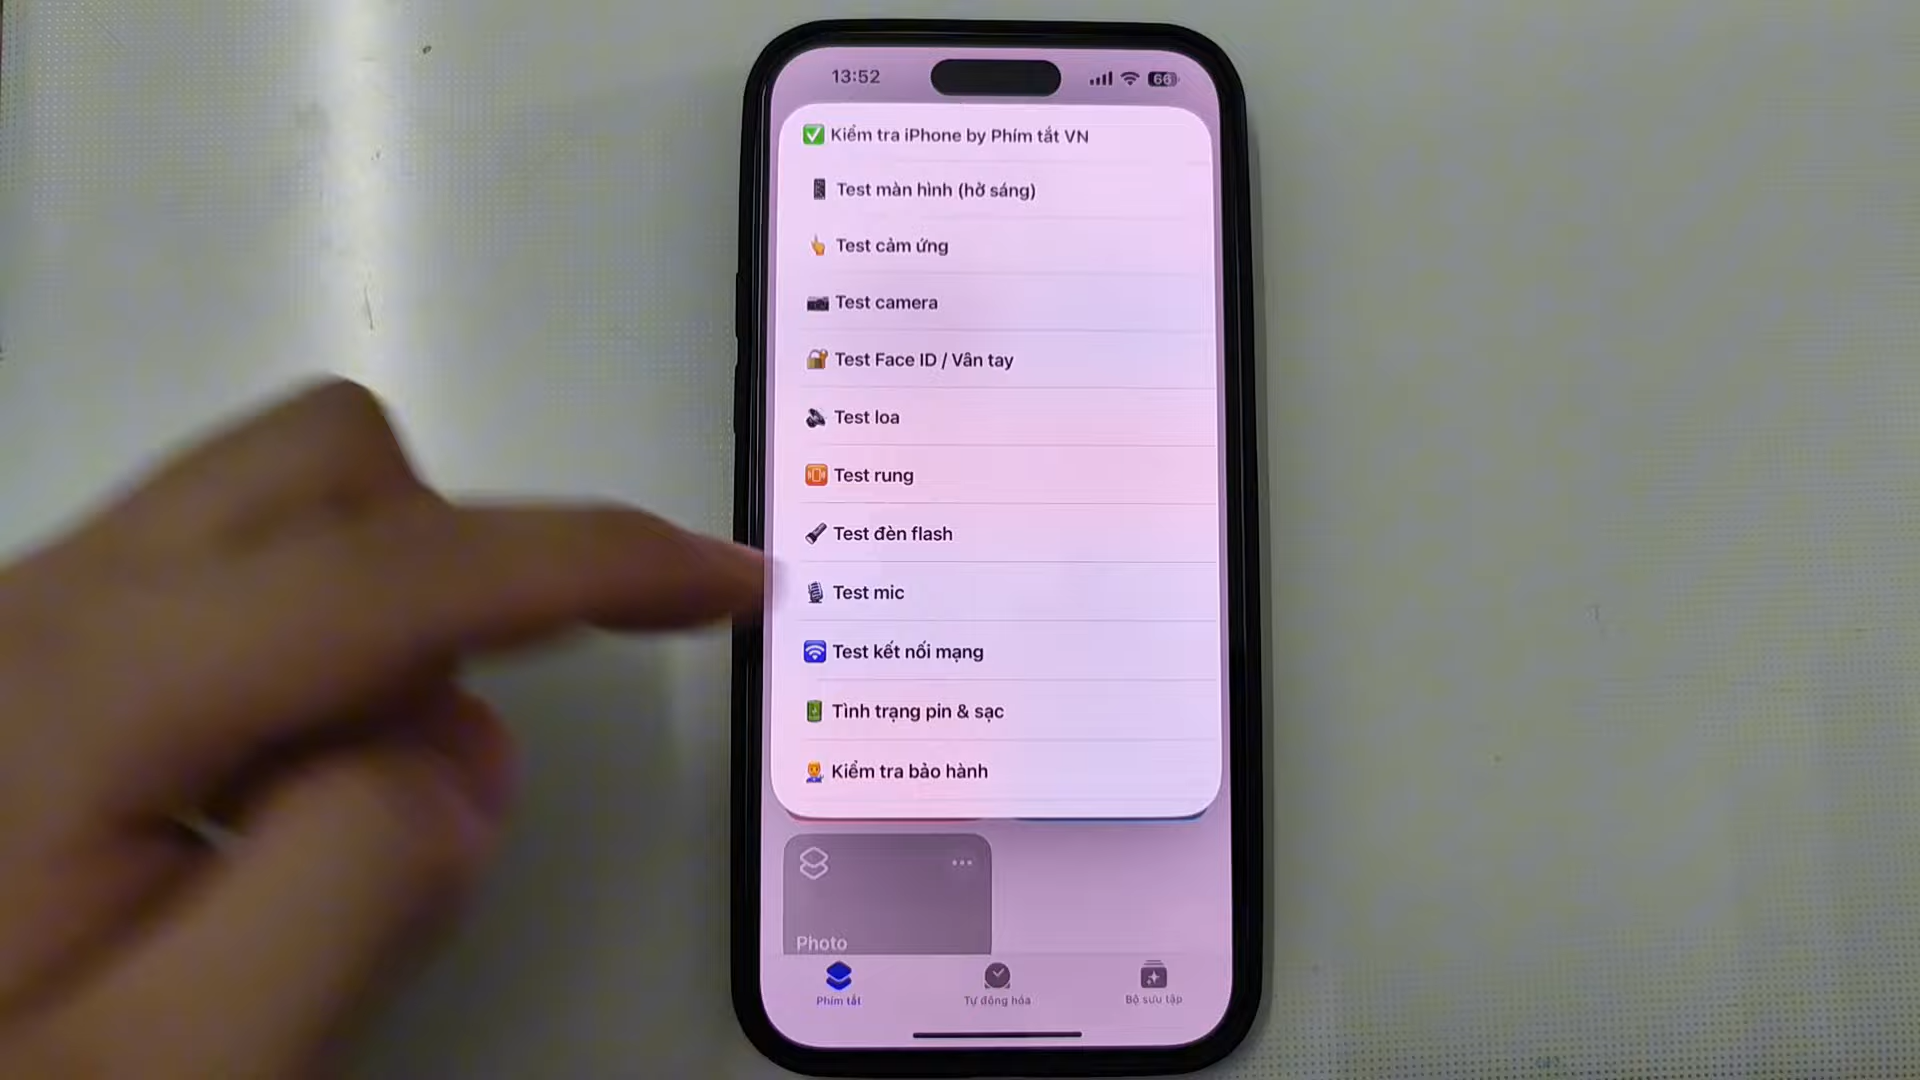 13:52
66
Kiểm tra iPhone by Phím tắt VN
Test màn hình (hở sáng)
Test cảm ứng
Test camera
Test Face ID / Vân tay
Test loa
Test rung
Test đèn flash
Test mic
Test kết nối mạng
Tình trạng pin & sạc
Kiểm tra bảo hành
Photo
Phím tắt
Tự động hóa
Bộ sưu tập